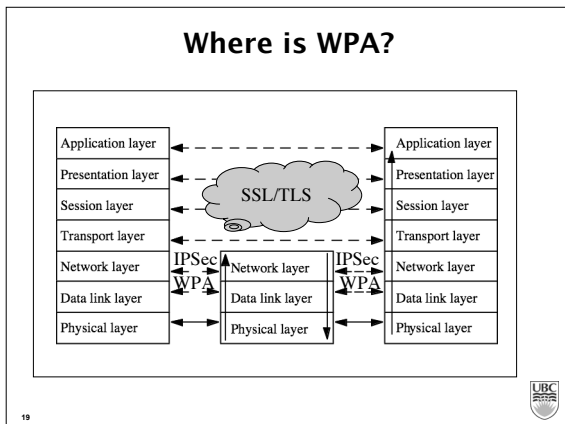 Where is WPA?
Application layer
Application layer
Presentation layer
Presentation layer
SSL/TLS
Session layer
Session layer
Transport layer
Transport layer
IPSec
IPSec
Network layer
Network layer
Network layer
WPA
WPA
Data link layer
Data link layer
Data link layer
Physical layer
Physical layer
Physical layer
19
UBC